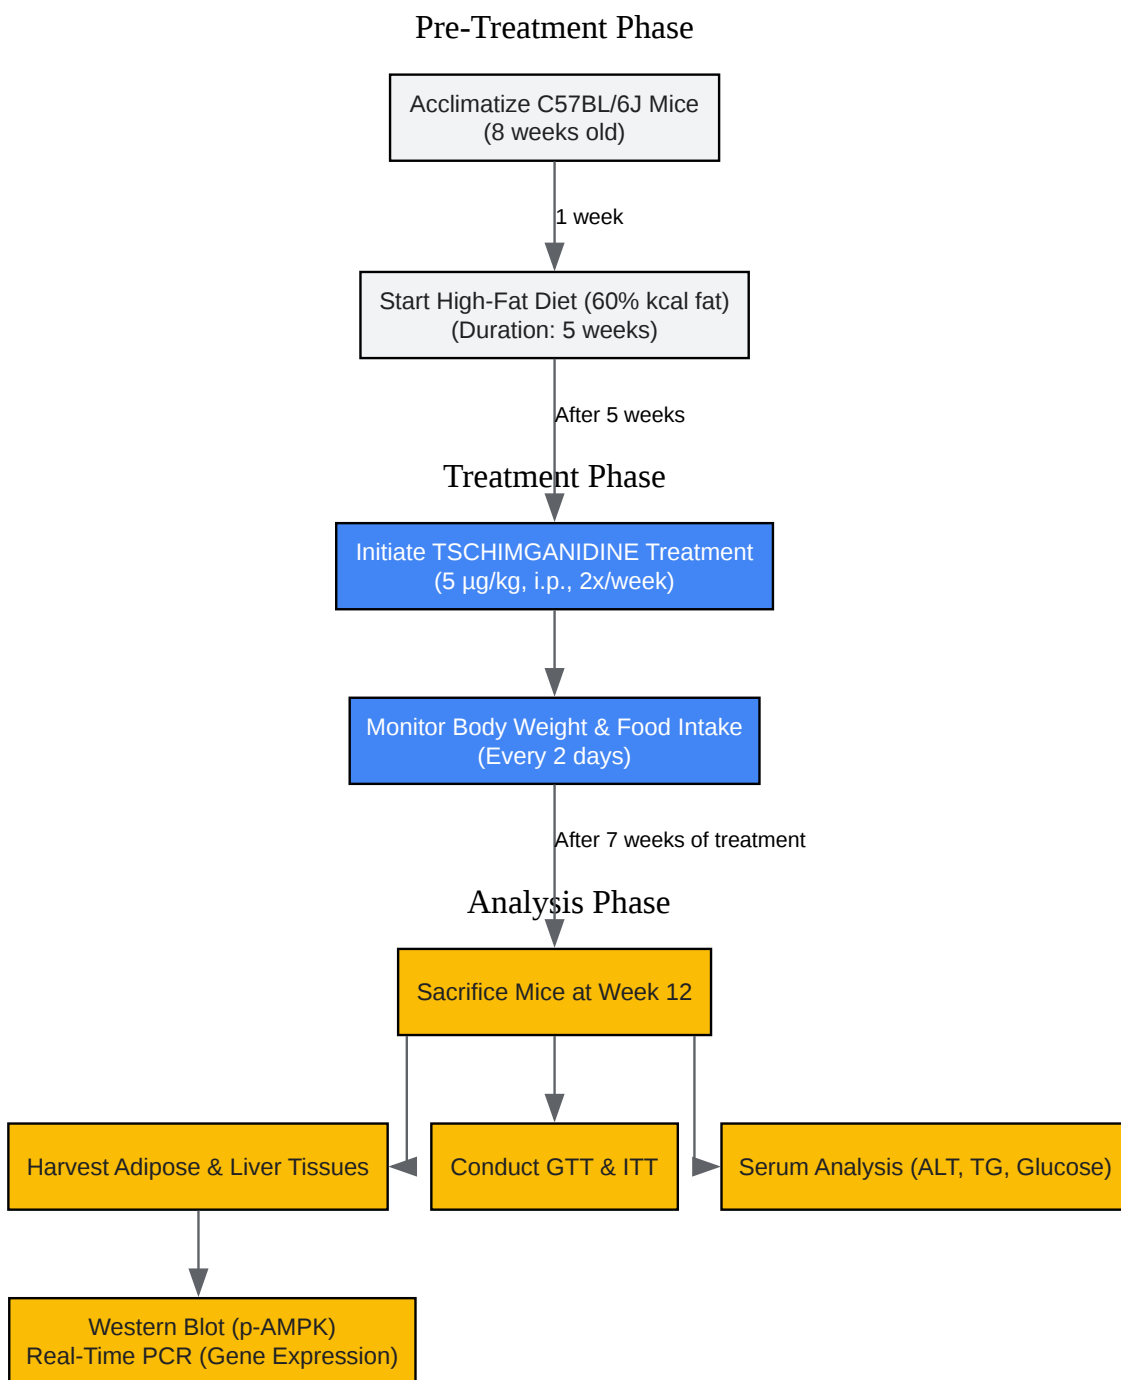 Pre-Treatment Phase
Acclimatize C57BL/6J Mice
(8 weeks old)
1 week
Start High-Fat Diet (60% kcal fat)
(Duration: 5 weeks)
After 5 weeks
Treatment Phase
Initiate TSCHIMGANIDINE Treatment
(5 µg/kg, i.p., 2x/week)
Monitor Body Weight & Food Intake
(Every 2 days)
After 7 weeks of treatment
Analysis Phase
Sacrifice Mice at Week 12
Harvest Adipose & Liver Tissues
Conduct GTT & ITT
Serum Analysis (ALT, TG, Glucose)
Western Blot (p-AMPK)
Real-Time PCR (Gene Expression)